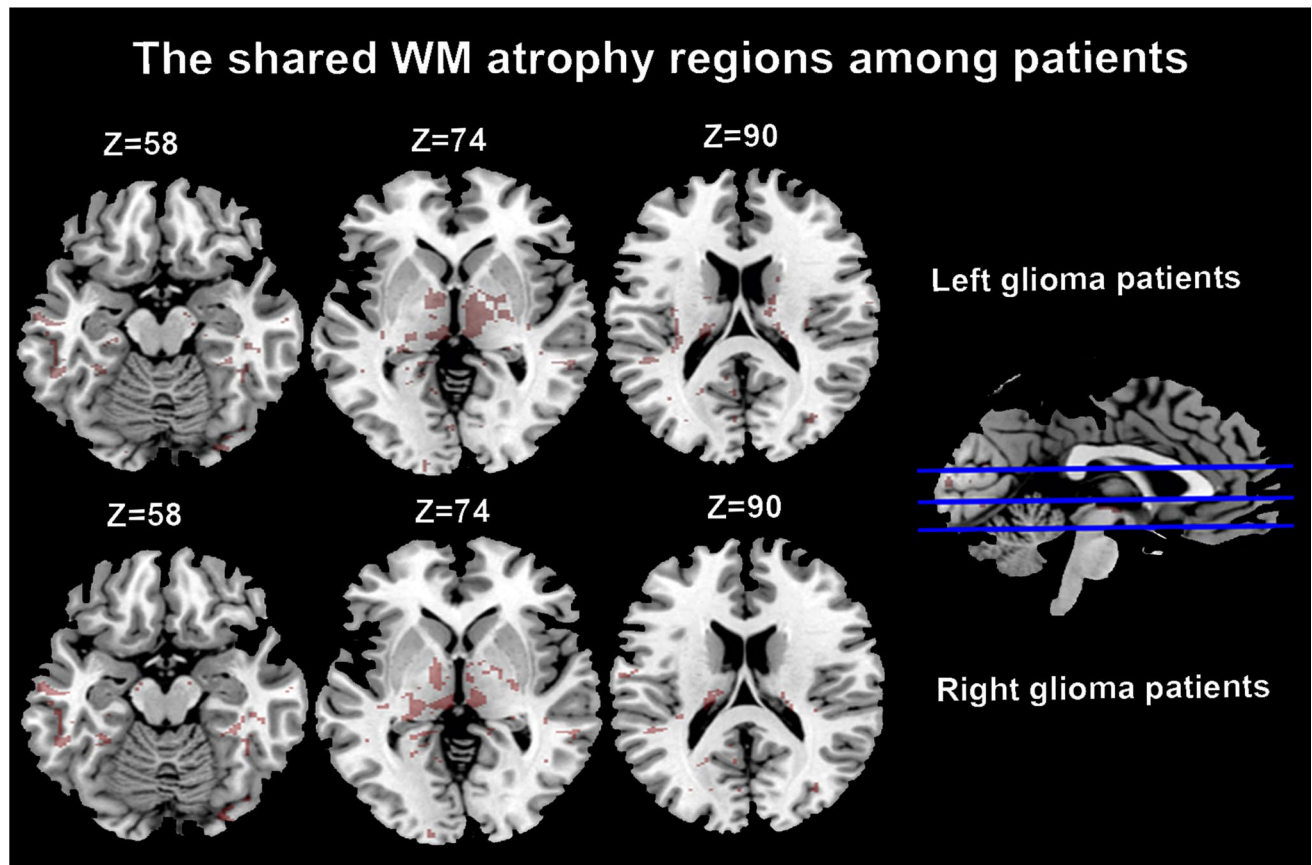 The shared WM atrophy regions among patients
Z=58
Z=74
Z=90
Left glioma patients
Z=58
Z=74
Z=90
Right glioma patients